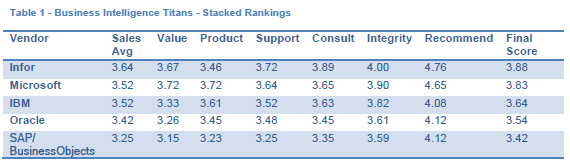 Table 1 - Business Intelligence Titans - Stacked Rankings
Vendor Sales Avg Value Product Support Consult Integrity Recommend Final Score
Infor 3.64 3.67 3.46 3.72 3.89 4.00 4.76 3.88
Microsoft 3.52 3.72 3.72 3.64 3.65 3.90 4.65 3.83
IBM 3.52 3.33 3.61 3.52 3.63 3.82 4.08 3.64
Oracle 3.42 3.26 3.45 3.48 3.45 3.61 4.12 3.54
SAP/ 3.25 3.15 3.23 3.25 3.35 3.59 4.12 3.42
BusinessObjects